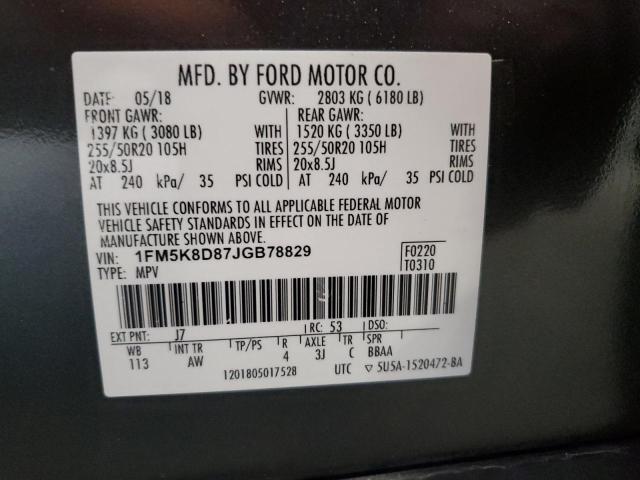 MFD. BY FORD MOTOR CO.
DATE: 05/18 GVWR: 2803 KG ( 6180 LB)
FRONT GAWR: REAR GAWR:
1397 KG ( 3080 LB) WITH 1520 KG ( 3350 LB) WITH
255/50R20 105H TIRES 255/50R20 105H TIRES
20x8.5J RIMS 20x8.5J RIMS
AT 240 kPa/ 35 PSI COLD AT 240 kPa/ 35 PSI COLD
THIS VEHICLE CONFORMS TO ALL APPLICABLE FEDERAL MOTOR
VEHICLE SAFETY STANDARDS IN EFFECT ON THE DATE OF
MANUFACTURE SHOWN ABOVE.
VIN: 1FM5K8D87JGB78829 F0220
TYPE: MPV T0310
EXT PNT: J7 RC: 53 DSO:
WB INT TR TP/PS R AXLE TR SPR
113 AW 4 3J C BBAA
1201805017528 UTC ▽ 5U5A-1520472-BA